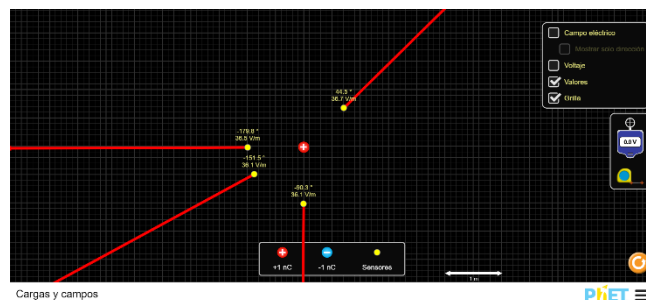 Campo eléctrico
Mostrar solo dirección
Voltaje
Valores
Grilla
44.5 °
36.7 V/m
-179.8 °
36.5 V/m
-151.5 °
36.1 V/m
0.0 V
-90.3 °
36.1 V/m
+1 nC
-1 nC
Sensores
1 m
Cargas y campos
PhET